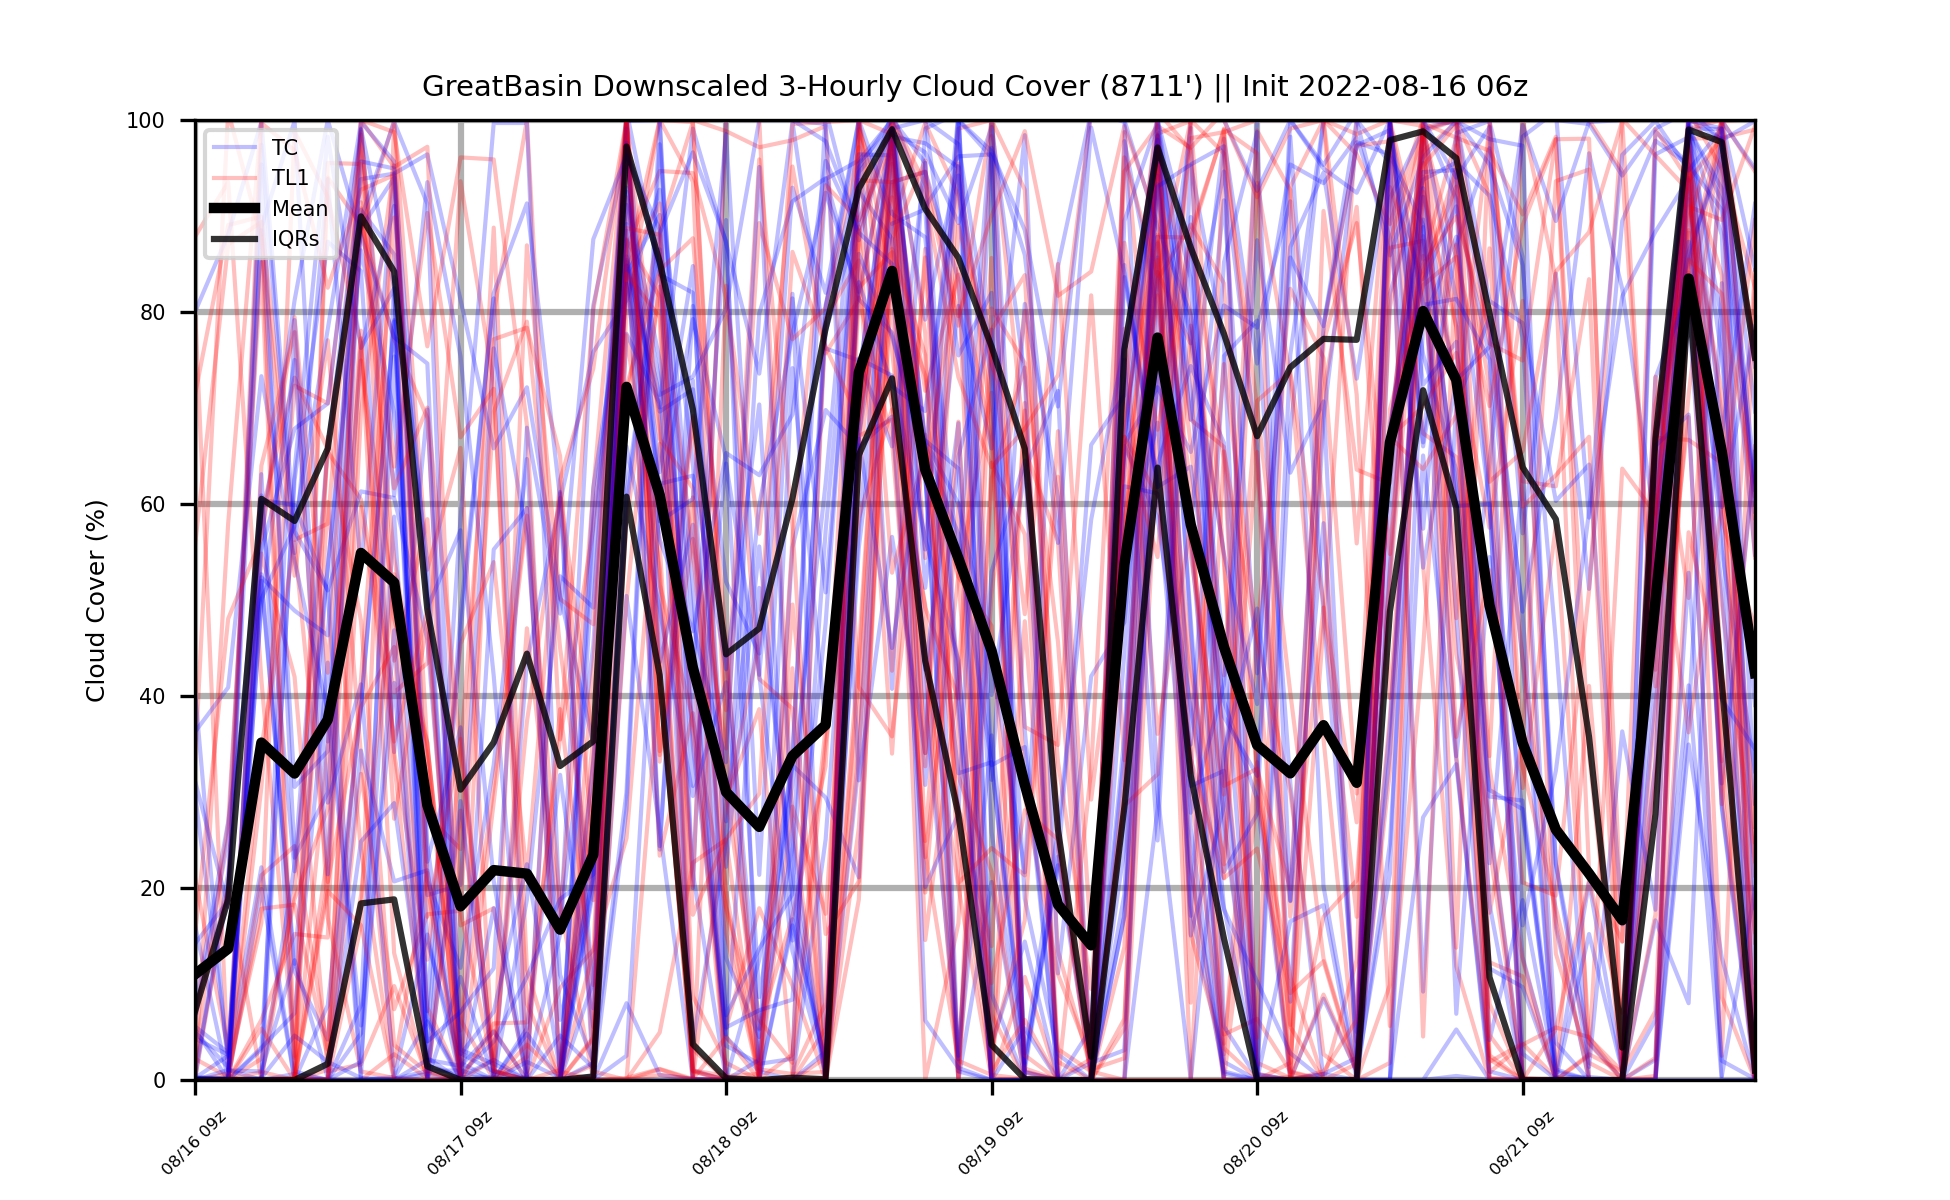 GreatBasin Downscaled 3-Hourly Cloud Cover (8711') || Init 2022-08-16 06z
TC
TL1
Mean
IQRs
Cloud Cover (%)
100
80
60
40
20
0
08/16 09z
08/17 09z
08/18 09z
08/19 09z
08/20 09z
08/21 09z